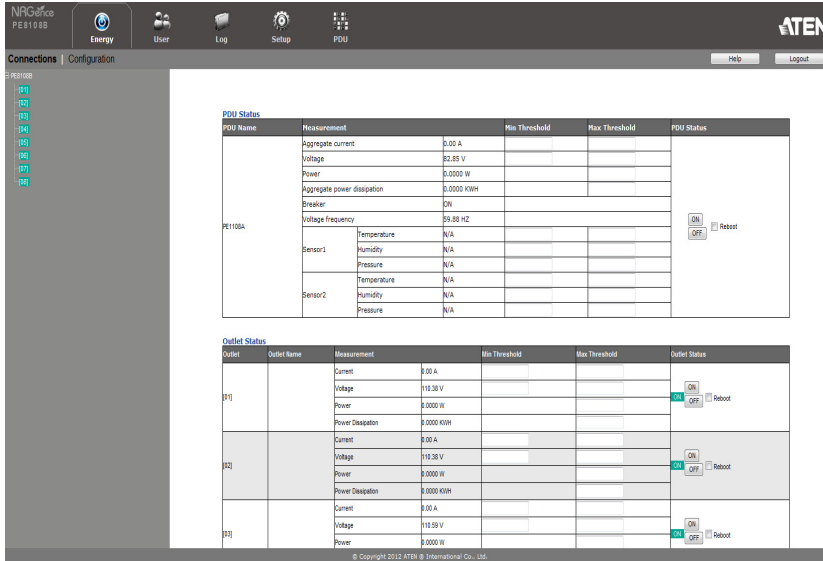 NRGence
PE8108B
Energy
User
Log
Setup
PDU
ATEN
Connections | Configuration
Help
Logout
PE8108B
[01]
[02]
[03]
[04]
[05]
[06]
[07]
[08]
PDU Status
PDU Name Measurement Min Threshold Max Threshold PDU Status
PE1108A
Aggregate current 0.00 A
Voltage 82.85 V
Power 0.0000 W
Aggregate power dissipation 0.0000 KWH
Breaker ON
Voltage frequency 59.88 HZ
Sensor1
Temperature N/A
Humidity N/A
Pressure N/A
Sensor2
Temperature N/A
Humidity N/A
Pressure N/A
ON
OFF
Reboot
Outlet Status
Outlet Outlet Name Measurement Min Threshold Max Threshold Outlet Status
[01]
Current 0.00 A
Voltage 110.38 V
Power 0.0000 W
Power Dissipation 0.0000 KWH
ON
ON
OFF
Reboot
[02]
Current 0.00 A
Voltage 110.38 V
Power 0.0000 W
Power Dissipation 0.0000 KWH
ON
ON
OFF
Reboot
[03]
Current 0.00 A
Voltage 110.59 V
Power 0.0000 W
ON
ON
OFF
Reboot
© Copyright 2012 ATEN ® International Co., Ltd.